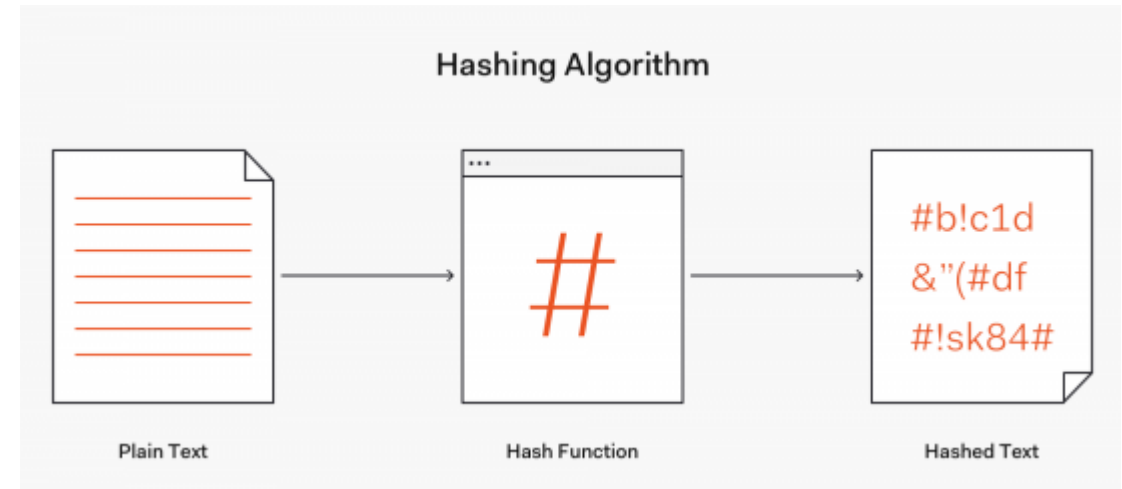 Hashing Algorithm
#
#b!c1d
&”(#df
#!sk84#
Plain Text
Hash Function
Hashed Text